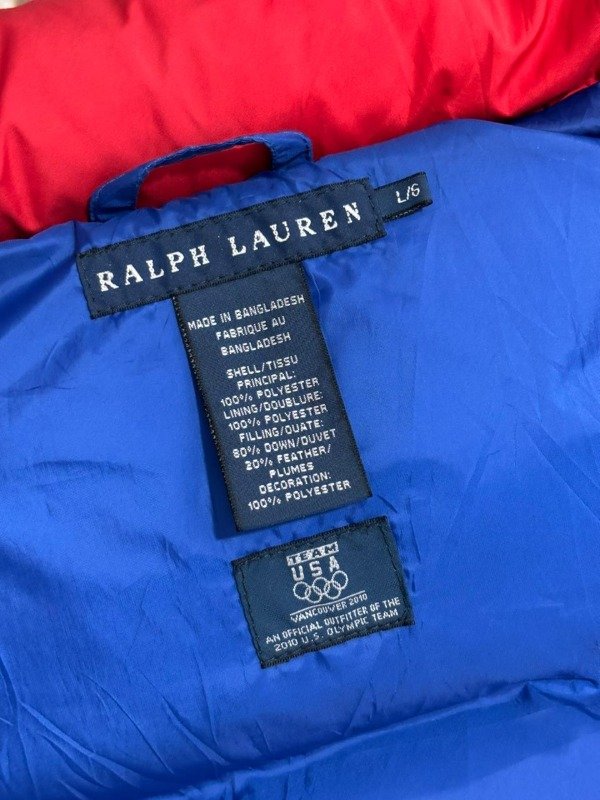 RALPH LAUREN
L/G
MADE IN BANGLADESH
FABRIQUE AU
BANGLADESH
SHELL/TISSU
PRINCIPAL:
100% POLYESTER
LINING/DOUBLURE:
100% POLYESTER
FILLING/OUATE:
80% DOWN/DUVET
20% FEATHER/
PLUMES
DECORATION:
100% POLYESTER
TEAM
USA
VANCOUVER 2010
AN OFFICIAL OUTFITTER OF THE
2010 U.S. OLYMPIC TEAM